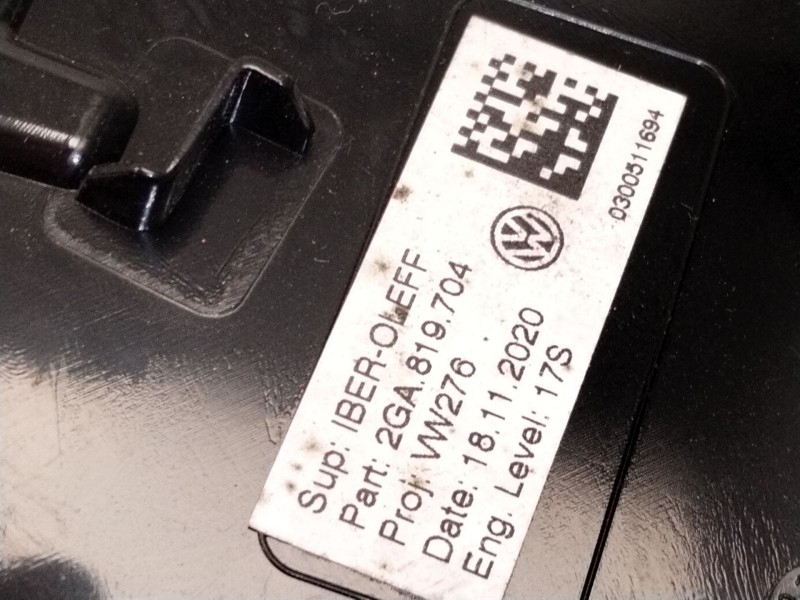 0300511694
Sup: IBER-OLEFF
Part: 2GA.819.704
Proj: VW276
Date: 18.11.2020
Eng. Level: 17S